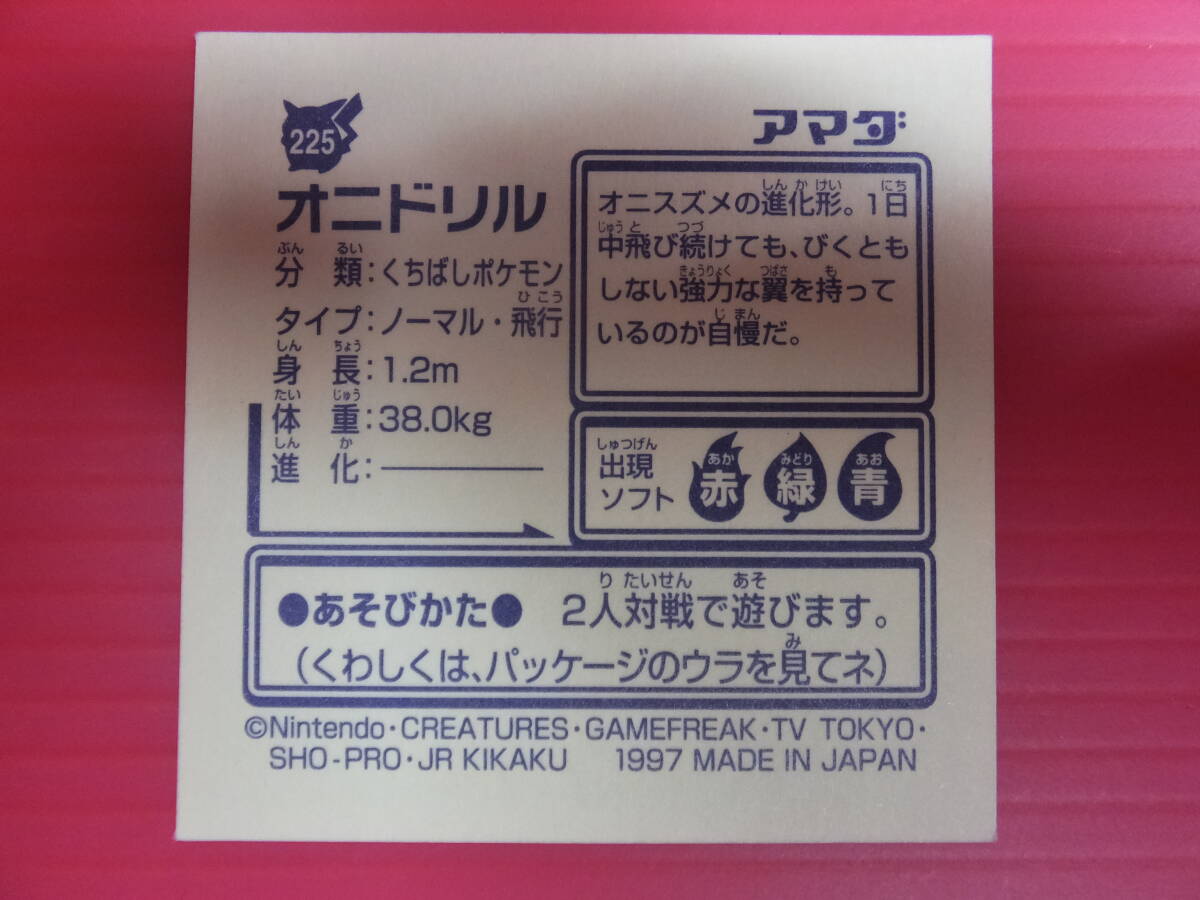 225
オニドリル
分類：くちばしポケモン
タイプ：ノーマル・飛行
身長：1.2m
体重：38.0kg
進化：
アマダ
オニスズメの進化形。1日
中飛び続けても、びくとも
しない強力な翼を持って
いるのが自慢だ。
出現
ソフト
赤 緑 青
●あそびかた● 2人対戦で遊びます。
（くわしくは、パッケージのウラを見てネ）
©Nintendo・CREATURES・GAMEFREAK・TV TOKYO・
SHO-PRO・JR KIKAKU 1997 MADE IN JAPAN